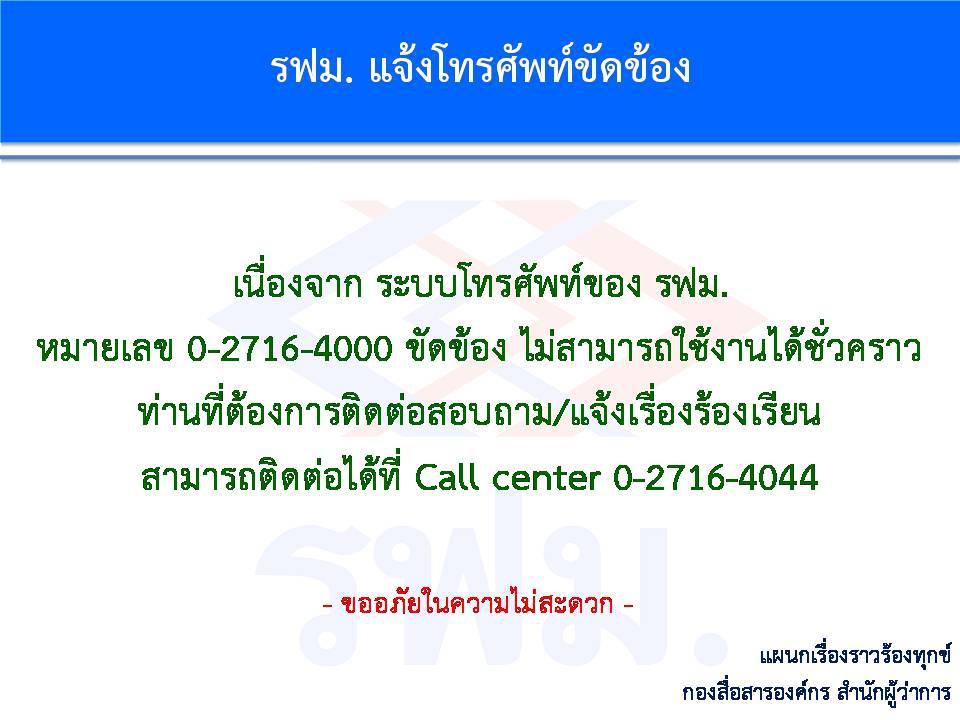 รฟม. แจ้งโทรศัพท์ขัดข้อง
เนื่องจาก ระบบโทรศัพท์ของ รฟม.
หมายเลข 0-2716-4000 ขัดข้อง ไม่สามารถใช้งานได้ชั่วคราว
ท่านที่ต้องการติดต่อสอบถาม/แจ้งเรื่องร้องเรียน
สามารถติดต่อได้ที่ Call center 0-2716-4044
รฟม.
- ขออภัยในความไม่สะดวก -
แผนกเรื่องราวร้องทุกข์
กองสื่อสารองค์กร สำนักผู้ว่าการ